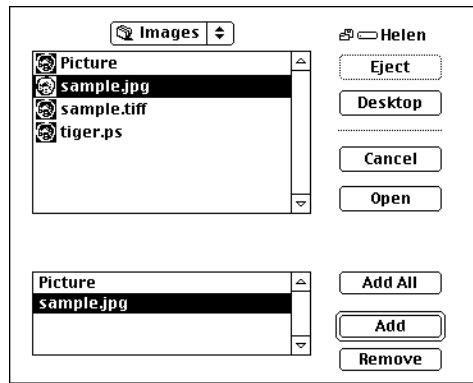 Images
Helen
Picture
sample.jpg
sample.tiff
tiger.ps
Eject
Desktop
Cancel
Open
Picture
sample.jpg
Add All
Add
Remove